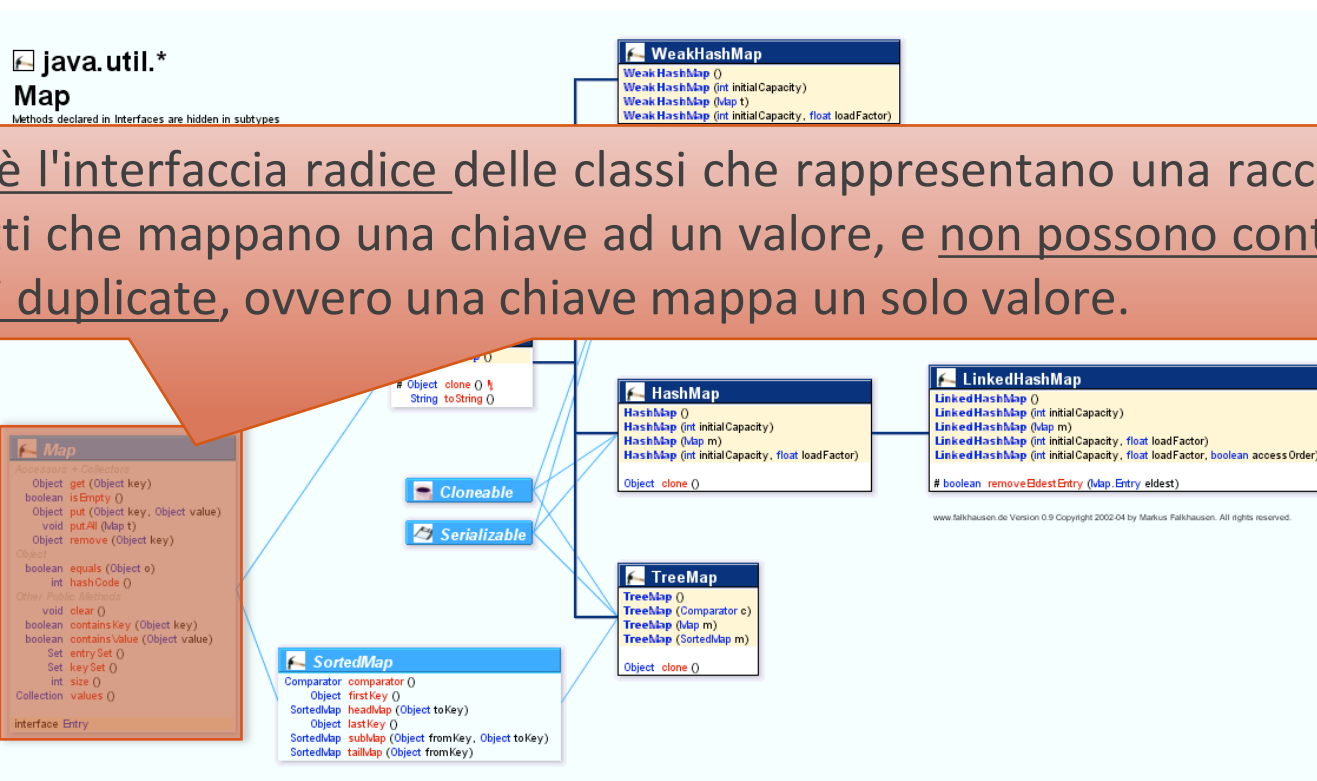 java.util.*
Map
Methods declared in Interfaces are hidden in subtypes
WeakHashMap
WeakHashMap ()
WeakHashMap (int initialCapacity)
WeakHashMap (Map t)
WeakHashMap (int initialCapacity, float loadFactor)
è l'interfaccia radice delle classi che rappresentano una racc
ti che mappano una chiave ad un valore, e non possono cont
duplicate, ovvero una chiave mappa un solo valore.
()
# Object clone ()
String toString ()
HashMap
HashMap ()
HashMap (int initialCapacity)
HashMap (Map m)
HashMap (int initialCapacity, float loadFactor)
Object clone ()
LinkedHashMap
LinkedHashMap ()
LinkedHashMap (int initialCapacity)
LinkedHashMap (Map m)
LinkedHashMap (int initialCapacity, float loadFactor)
LinkedHashMap (int initialCapacity, float loadFactor, boolean accessOrder)
# boolean removeEldestEntry (Map.Entry eldest)
www.falkhausen.de Version 0.9 Copyright 2002-04 by Markus Falkhausen. All rights reserved.
Map
Accessors + Collectors
Object get (Object key)
boolean isEmpty ()
Object put (Object key, Object value)
void putAll (Map t)
Object remove (Object key)
Object
boolean equals (Object o)
int hashCode ()
Other Public Methods
void clear ()
boolean containsKey (Object key)
boolean containsValue (Object value)
Set entrySet ()
Set keySet ()
int size ()
Collection values ()
interface Entry
Cloneable
Serializable
TreeMap
TreeMap ()
TreeMap (Comparator c)
TreeMap (Map m)
TreeMap (SortedMap m)
Object clone ()
SortedMap
Comparator comparator ()
Object firstKey ()
SortedMap headMap (Object toKey)
Object lastKey ()
SortedMap subMap (Object fromKey, Object toKey)
SortedMap tailMap (Object fromKey)